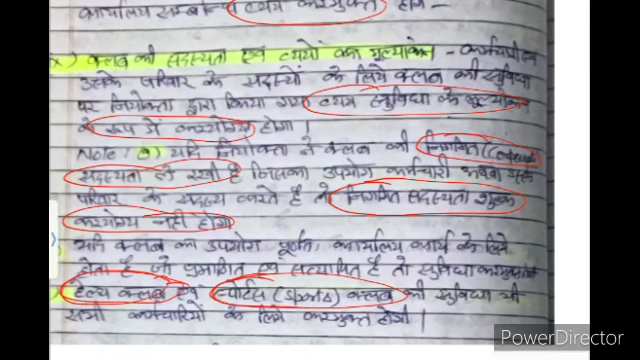 कार्यालय सम्बन्धी व्यय करमुक्त होगा -
x) क्लब की सदस्यता एवं व्ययों का मूल्यांकन - कर्मचारी व
उसके परिवार के सदस्यों के लिये क्लब की सुविधा
पर नियोक्ता द्वारा किया गया व्यय सुविधा के मूल्यांकन
के रूप में करयोग्य होगा।
Note: यदि नियोक्ता ने क्लब की निगमित (Corporate
सदस्यता ले रखी है जिसका उपयोग कर्मचारी अथवा उसके
परिवार के सदस्य करते है तो निगमित सदस्यता शुल्क
करयोग्य नहीं होगा
यदि क्लब का उपयोग पूर्णतः कार्यालय कार्य के लिये
होता है जो प्रमाणित एवं सत्यापित है तो सुविधा करमुक्त
हेल्थ क्लब एवं स्पोर्टस (Sports) क्लब की सुविधा भी
सभी कर्मचारियों के लिये करमुक्त होगी।
PowerDirector